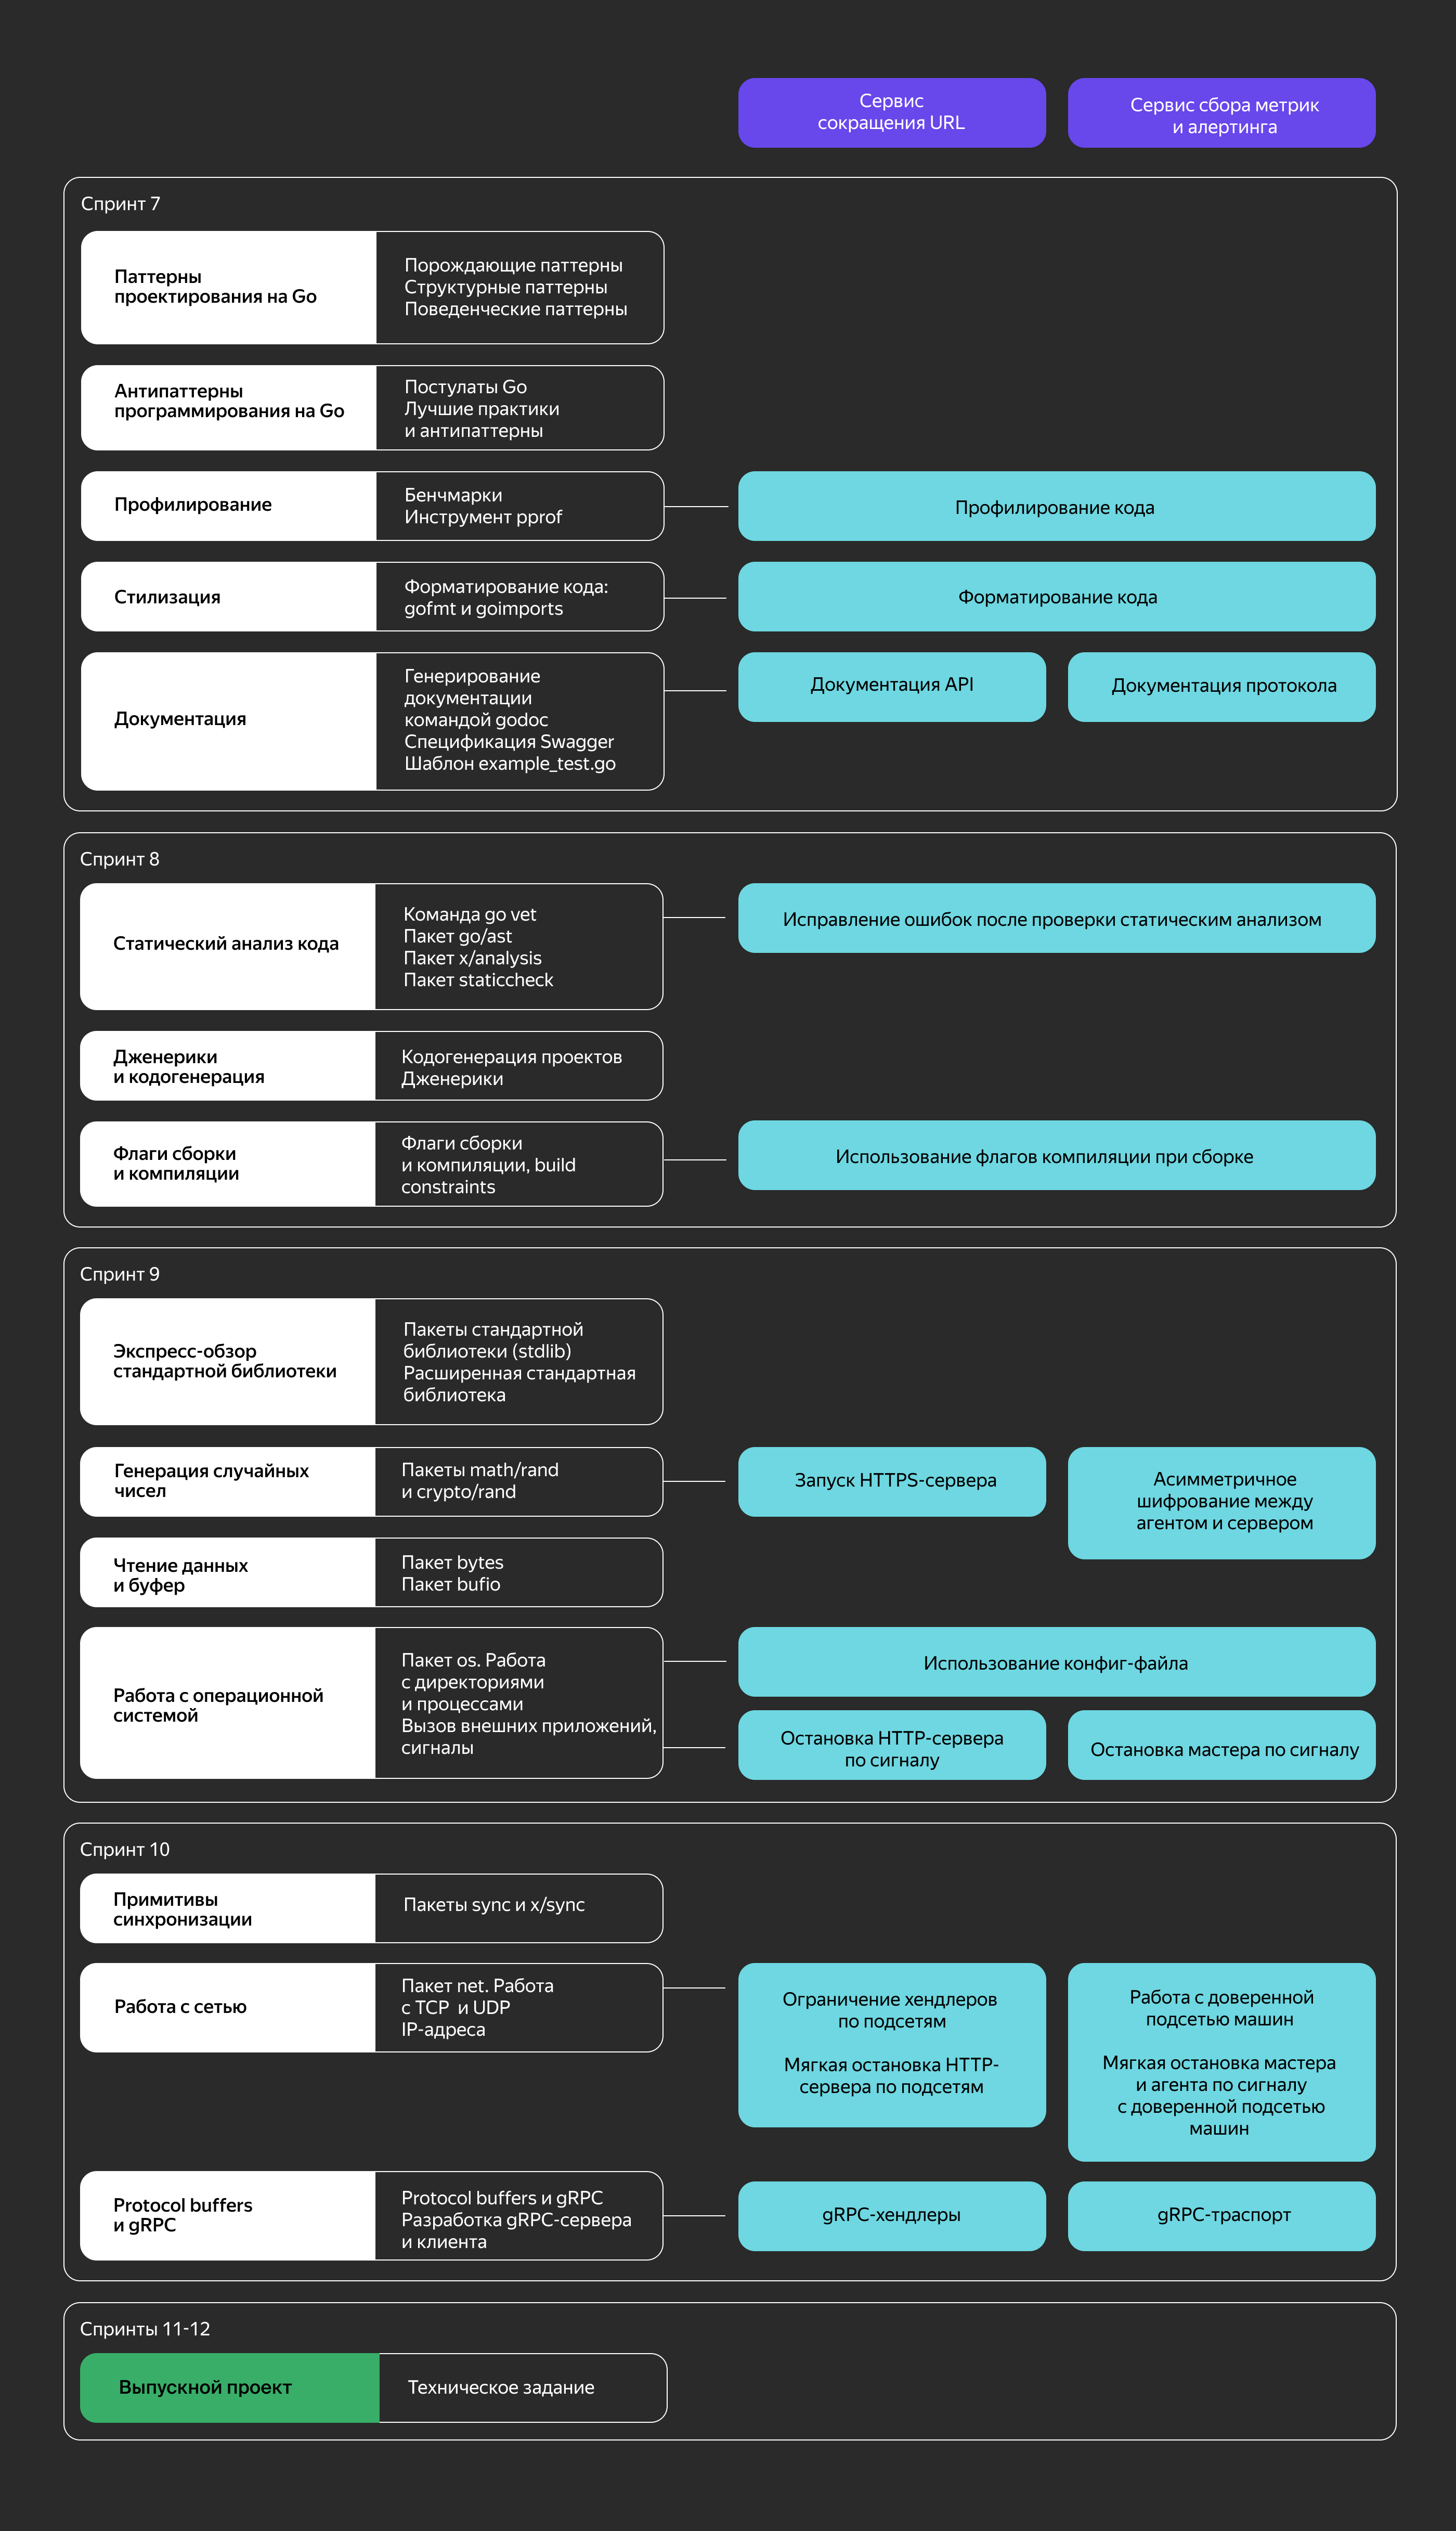 Сервис
сокращения URL
Сервис сбора метрик
и алертинга
Спринт 7
Паттерны
проектирования на Go
Порождающие паттерны
Структурные паттерны
Поведенческие паттерны
Антипаттерны
программирования на Go
Постулаты Go
Лучшие практики
и антипаттерны
Профилирование
Бенчмарки
Инструмент pprof
Профилирование кода
Стилизация
Форматирование кода:
gofmt и goimports
Форматирование кода
Документация
Генерирование
документации
командой godoc
Спецификация Swagger
Шаблон example_test.go
Документация API
Документация протокола
Спринт 8
Статический анализ кода
Команда go vet
Пакет go/ast
Пакет x/analysis
Пакет staticcheck
Исправление ошибок после проверки статическим анализом
Дженерики
и кодогенерация
Кодогенерация проектов
Дженерики
Флаги сборки
и компиляции
Флаги сборки
и компиляции, build
constraints
Использование флагов компиляции при сборке
Спринт 9
Экспресс-обзор
стандартной библиотеки
Пакеты стандартной
библиотеки (stdlib)
Расширенная стандартная
библиотека
Генерация случайных
чисел
Пакеты math/rand
и crypto/rand
Запуск HTTPS-сервера
Асимметричное
шифрование между
агентом и сервером
Чтение данных
и буфер
Пакет bytes
Пакет bufio
Работа с операционной
системой
Пакет os. Работа
с директориями
и процессами
Вызов внешних приложений,
сигналы
Использование конфиг-файла
Остановка HTTP-сервера
по сигналу
Остановка мастера по сигналу
Спринт 10
Примитивы
синхронизации
Пакеты sync и x/sync
Работа с сетью
Пакет net. Работа
с TCP и UDP
IP-адреса
Ограничение хендлеров
по подсетям
Мягкая остановка HTTP-
сервера по подсетям
Работа с доверенной
подсетью машин
Мягкая остановка мастера
и агента по сигналу
с доверенной подсетью
машин
Protocol buffers
и gRPC
Protocol buffers и gRPC
Разработка gRPC-сервера
и клиента
gRPC-хендлеры
gRPC-траспорт
Спринты 11-12
Выпускной проект
Техническое задание